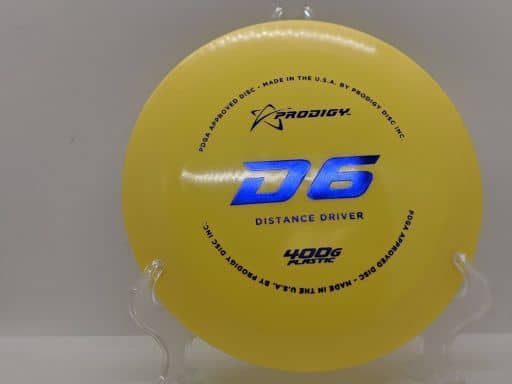 PDGA APPROVED DISC - MADE IN THE U.S.A. BY PRODIGY DISC INC.
PRODIGY
D6
DISTANCE DRIVER
400G
PLASTIC
PDGA APPROVED DISC - MADE IN THE U.S.A. BY PRODIGY DISC INC.